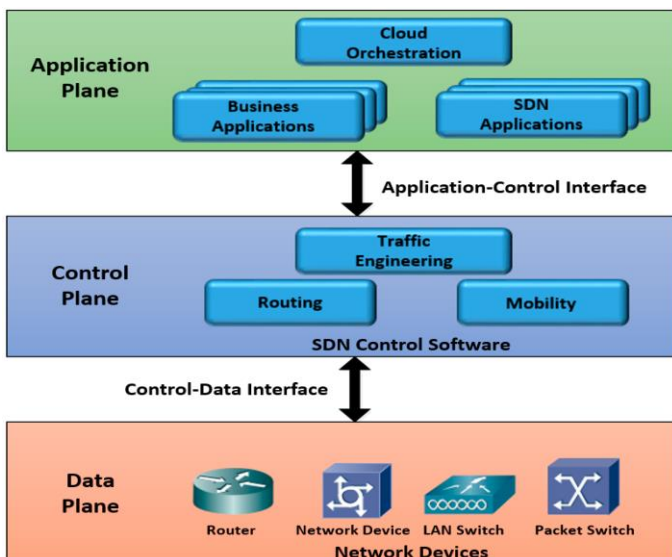 Application
Plane
Cloud
Orchestration
Business
Applications
SDN
Applications
Application-Control Interface
Control
Plane
Traffic
Engineering
Routing
Mobility
SDN Control Software
Control-Data Interface
Data
Plane
Router
Network Device
LAN Switch
Packet Switch
Network Devices